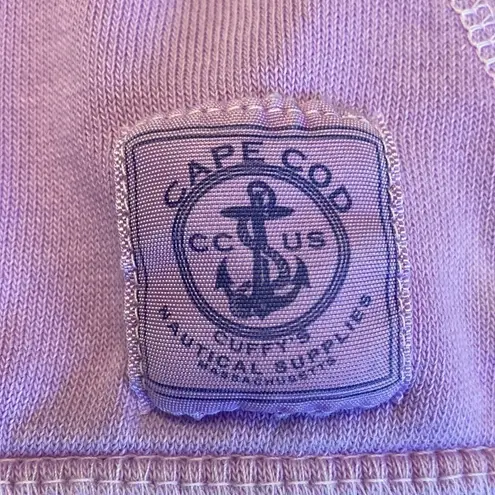 CAPE COD
CC US
CUFFY'S
NAUTICAL SUPPLIES
MASSACHUSETTS